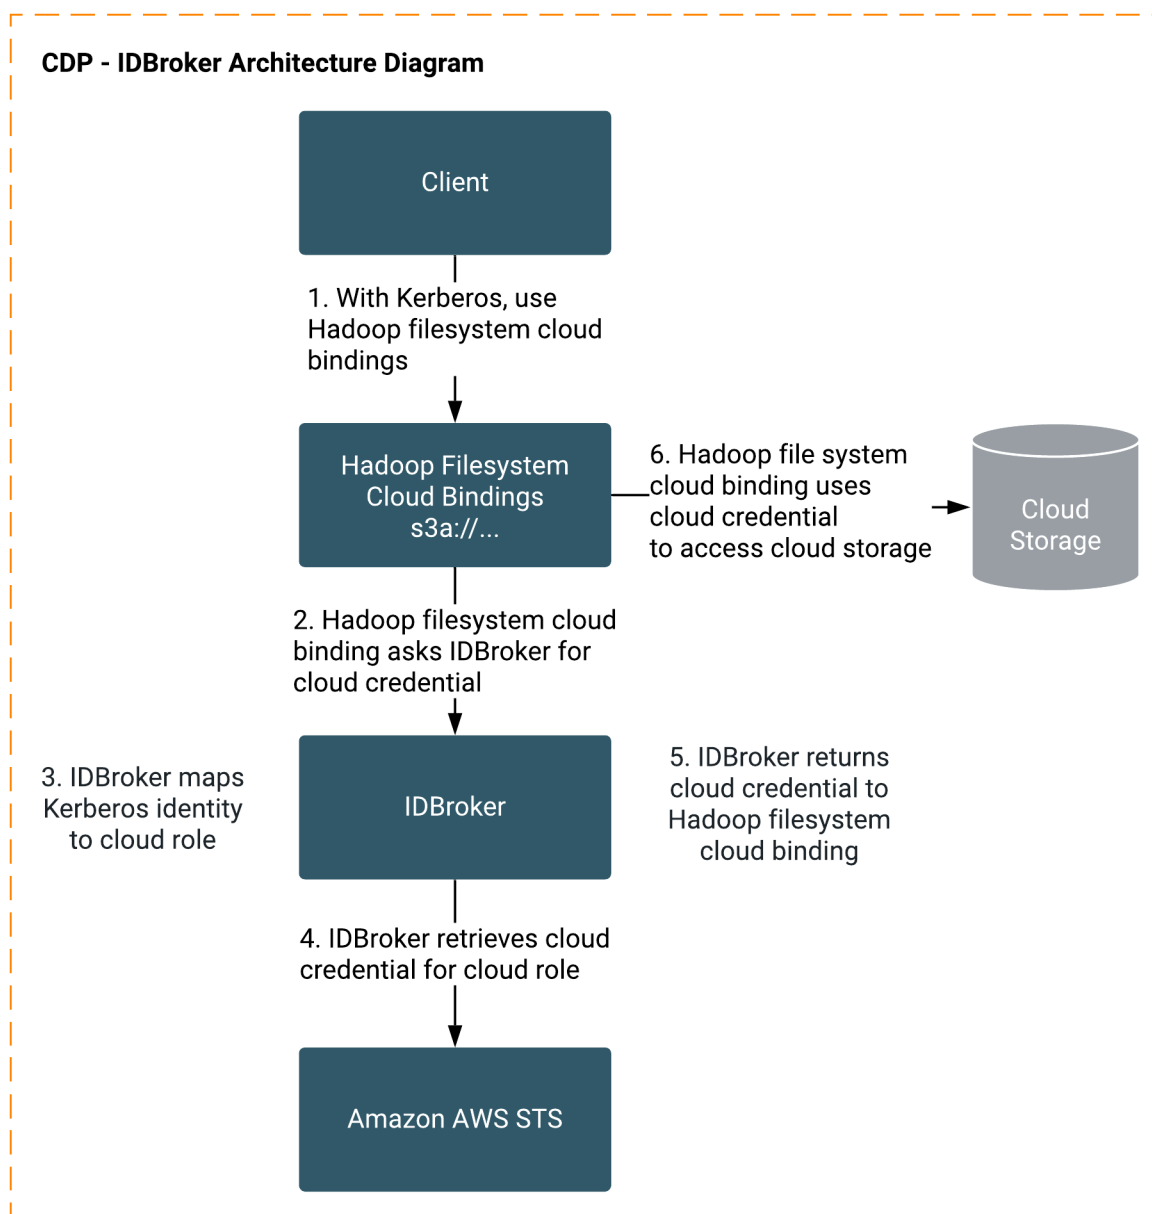 CDP - IDBroker Architecture Diagram
Client
1. With Kerberos, use
Hadoop filesystem cloud
bindings
Hadoop Filesystem
Cloud Bindings
s3a://...
6. Hadoop file system
cloud binding uses
cloud credential
to access cloud storage
Cloud
Storage
2. Hadoop filesystem cloud
binding asks IDBroker for
cloud credential
3. IDBroker maps
Kerberos identity
to cloud role
IDBroker
5. IDBroker returns
cloud credential to
Hadoop filesystem
cloud binding
4. IDBroker retrieves cloud
credential for cloud role
Amazon AWS STS